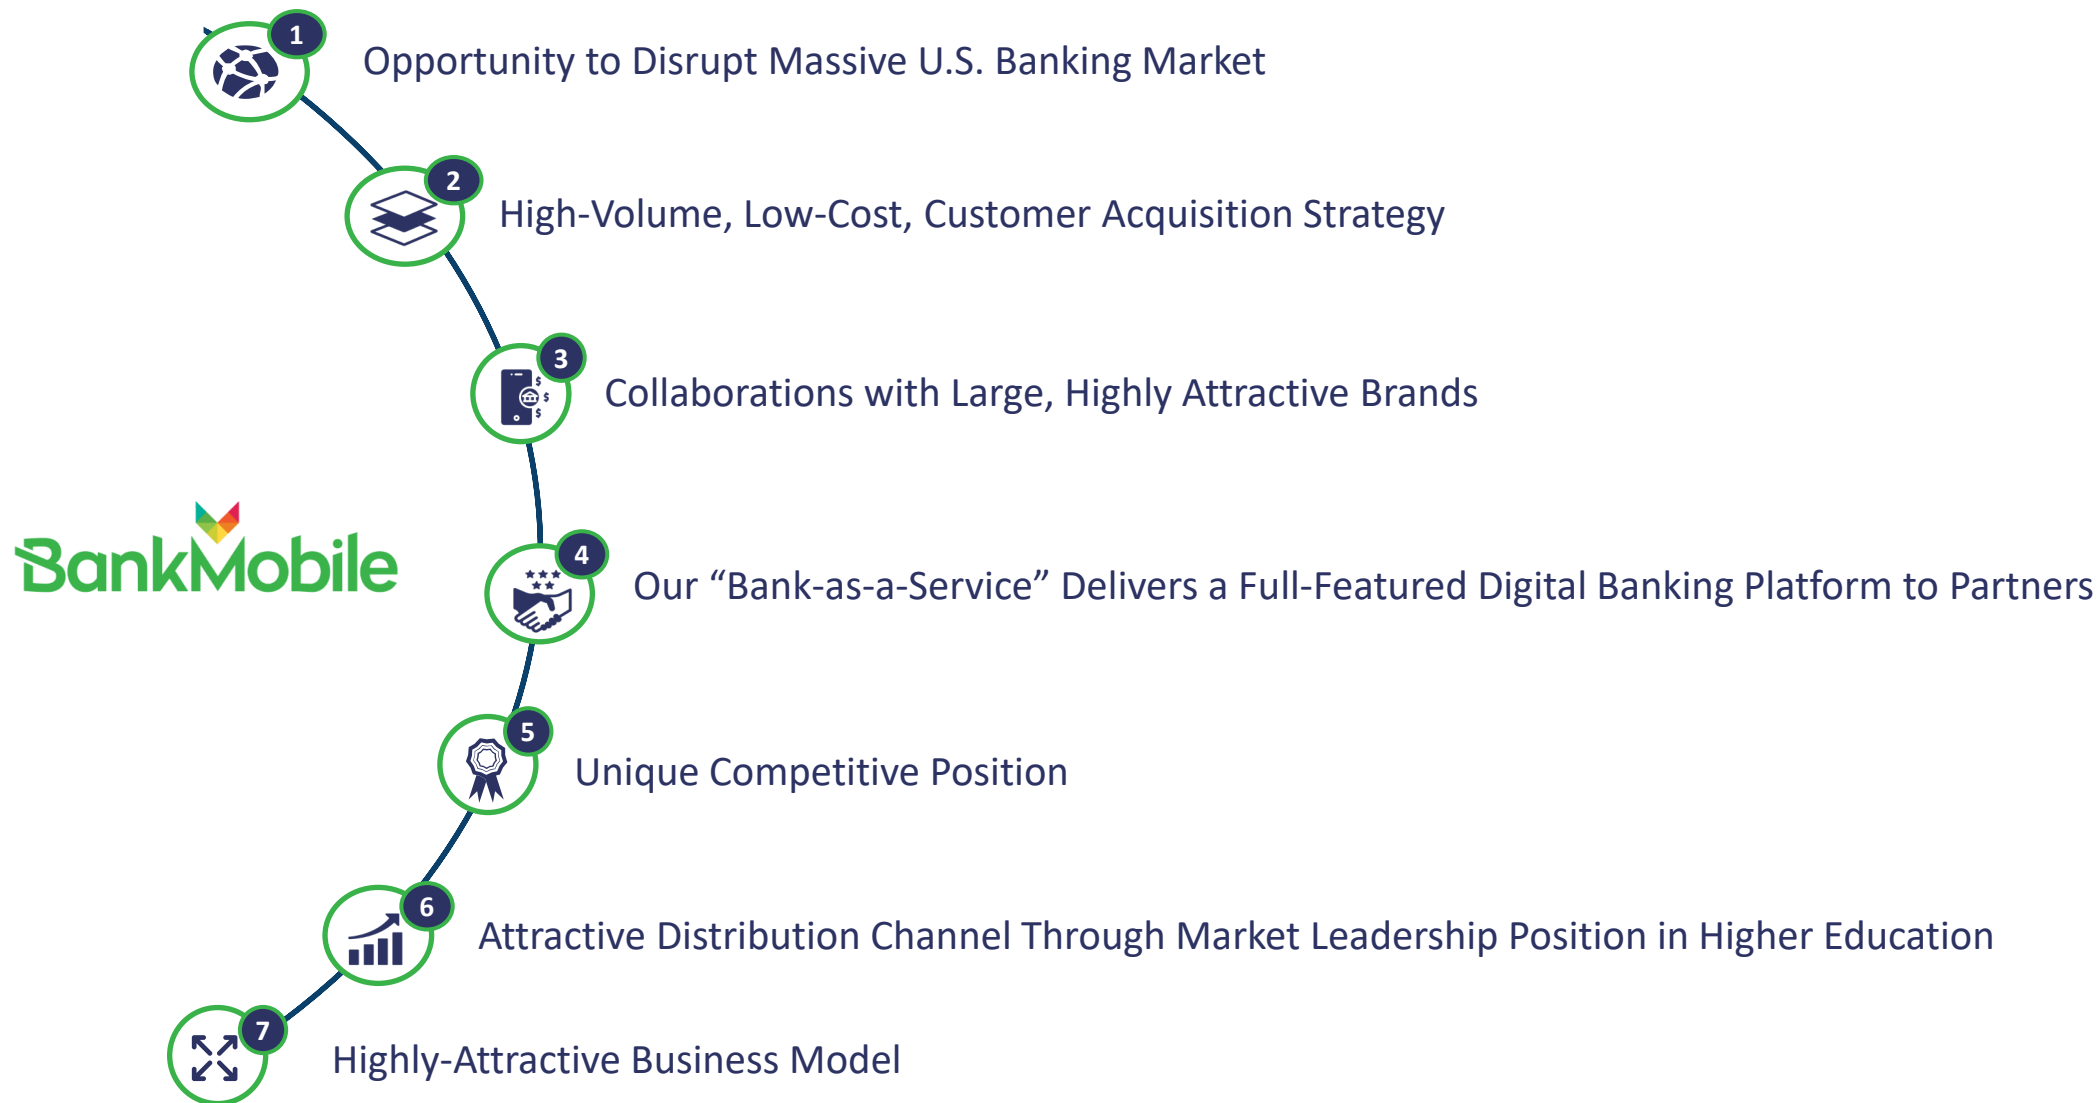 1
Opportunity to Disrupt Massive U.S. Banking Market
2
High-Volume, Low-Cost, Customer Acquisition Strategy
3
Collaborations with Large, Highly Attractive Brands
BankMobile
4
Our “Bank-as-a-Service” Delivers a Full-Featured Digital Banking Platform to Partners
5
Unique Competitive Position
6
Attractive Distribution Channel Through Market Leadership Position in Higher Education
7
Highly-Attractive Business Model